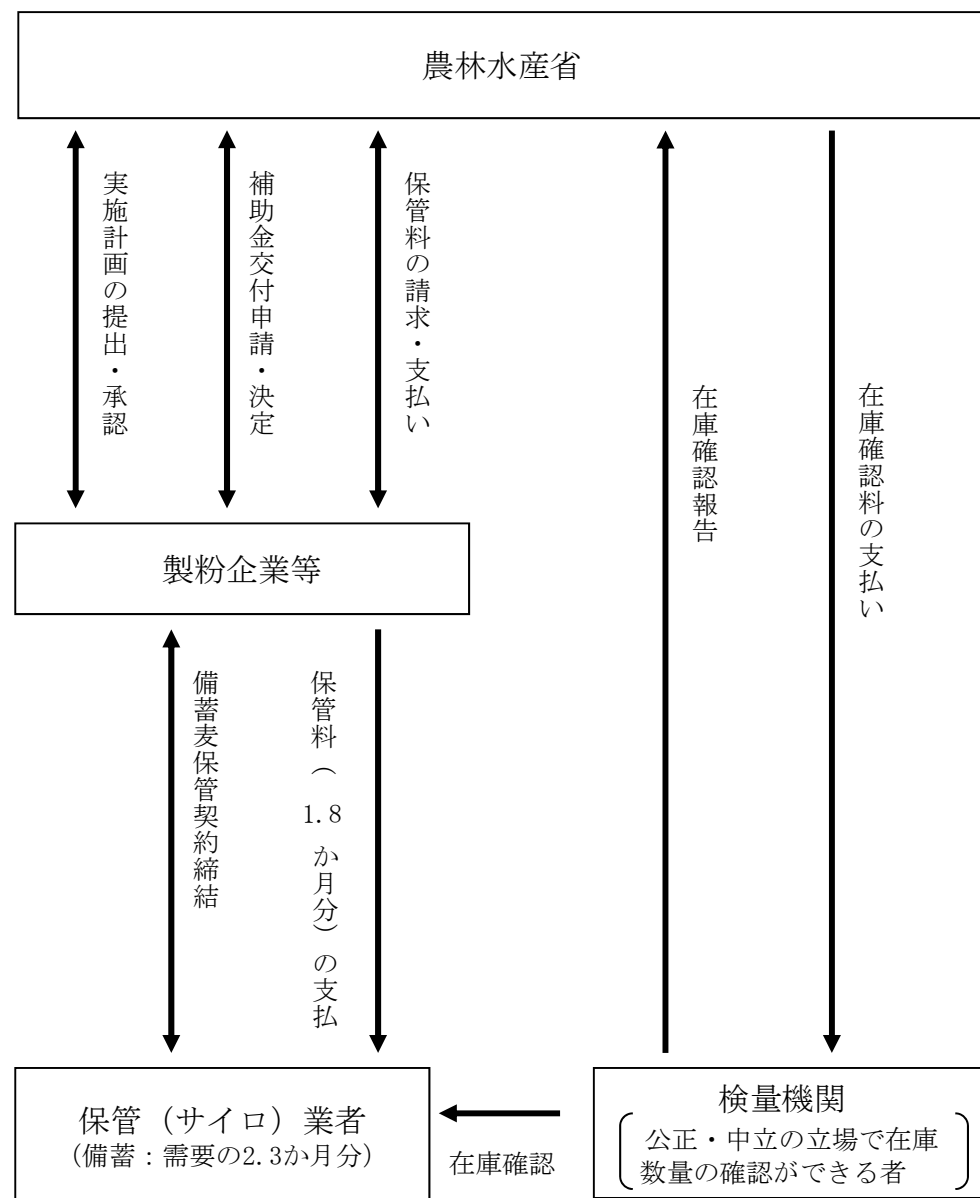 農林水産省
実施計画の提出・承認
補助金交付申請・決定
保管料の請求・支払い
在庫確認報告
在庫確認料の支払い
製粉企業等
備蓄麦保管契約締結
保管料（1.8か月分）の支払
保管（サイロ）業者
（備蓄：需要の2.3か月分）
在庫確認
検量機関
公正・中立の立場で在庫
数量の確認ができる者